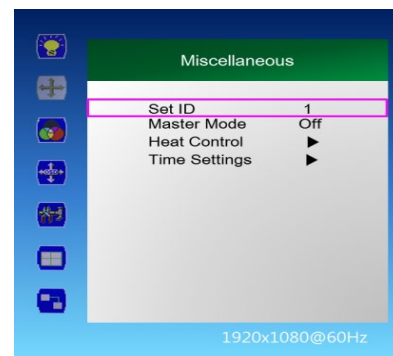 Miscellaneous
Set ID 1
Master Mode Off
Heat Control ▶
Time Settings ▶
1920x1080@60Hz